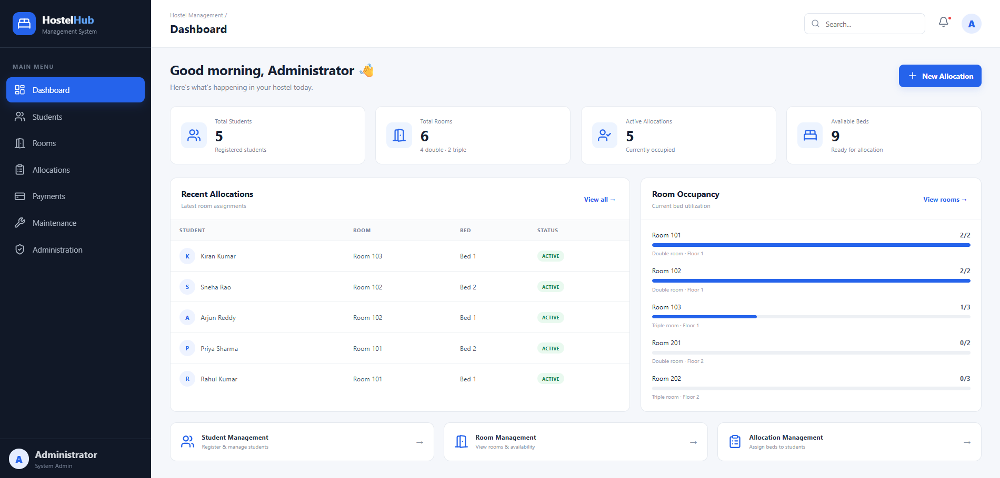 HostelHub
Management System
MAIN MENU
Dashboard
Students
Rooms
Allocations
Payments
Maintenance
Administration
A
Administrator
System Admin
Hostel Management /
Dashboard
Search...
A
Good morning, Administrator 👋
Here's what's happening in your hostel today.
New Allocation
Total Students
5
Registered students
Total Rooms
6
4 double · 2 triple
Active Allocations
5
Currently occupied
Available Beds
9
Ready for allocation
Recent Allocations
Latest room assignments
View all →
STUDENT ROOM BED STATUS
K Kiran Kumar Room 103 Bed 1 ACTIVE
S Sneha Rao Room 102 Bed 2 ACTIVE
A Arjun Reddy Room 102 Bed 1 ACTIVE
P Priya Sharma Room 101 Bed 2 ACTIVE
R Rahul Kumar Room 101 Bed 1 ACTIVE
Room Occupancy
Current bed utilization
View rooms →
Room 101 2/2
Double room · Floor 1
Room 102 2/2
Double room · Floor 1
Room 103 1/3
Triple room · Floor 1
Room 201 0/2
Double room · Floor 2
Room 202 0/3
Triple room · Floor 2
Student Management
Register & manage students
→
Room Management
View rooms & availability
→
Allocation Management
Assign beds to students
→